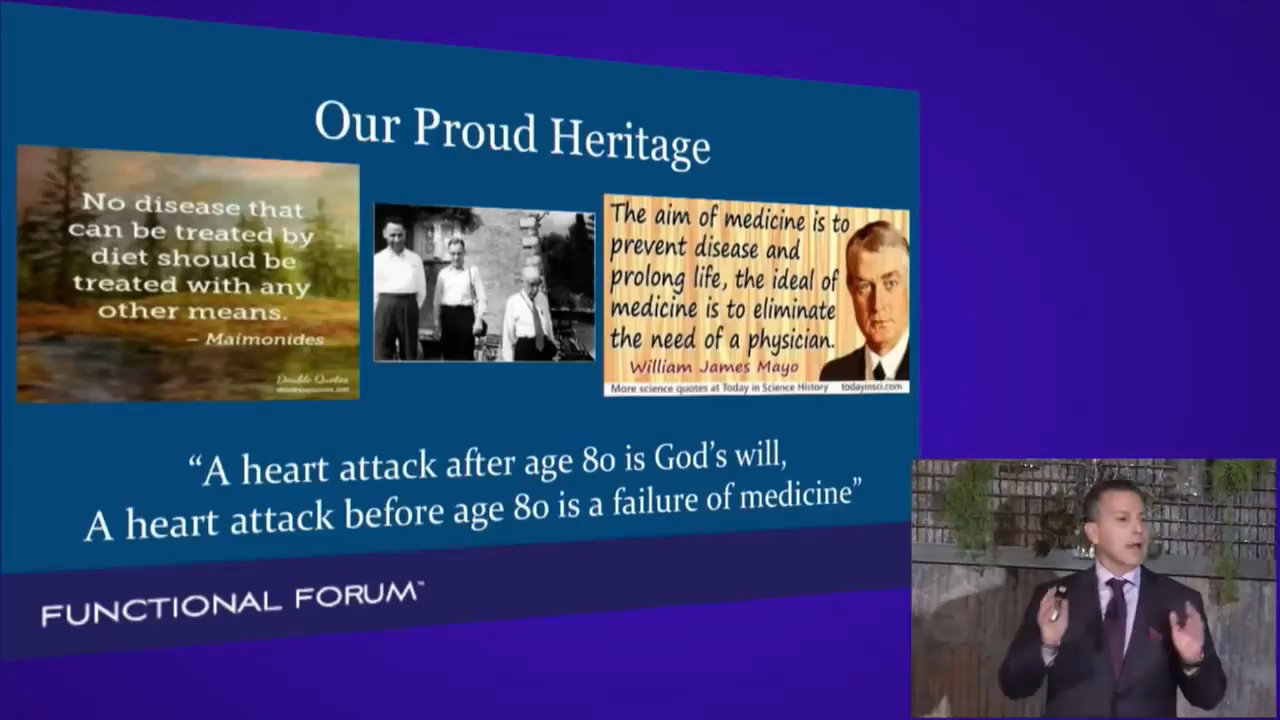 Our Proud Heritage
No disease that
can be treated by
diet should be
treated with any
other means.
– Maimonides
Double Quotes
The aim of medicine is to
prevent disease and
prolong life, the ideal of
medicine is to eliminate
the need of a physician.
William James Mayo
More science quotes at Today in Science History todayinsci.com
“A heart attack after age 80 is God’s will,
A heart attack before age 80 is a failure of medicine”
FUNCTIONAL FORUM™